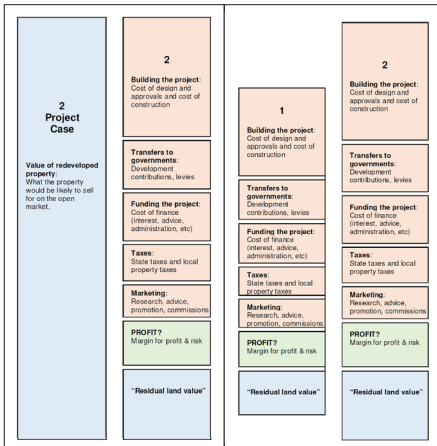 2
Project
Case
Value of redeveloped
property:
What the property
would be likely to sell
for on the open
market.
2
Building the project:
Cost of design and
approvals and cost of
construction
Transfers to
governments:
Development
contributions, levies
Funding the project:
Cost of finance
(interest, advice,
administration, etc)
Taxes:
State taxes and local
property taxes
Marketing:
Research, advice,
promotion, commissions
PROFIT?
Margin for profit & risk
“Residual land value”
1
Building the project:
Cost of design and
approvals and cost of
construction
Transfers to
governments:
Development
contributions, levies
Funding the project:
Cost of finance
(interest, advice,
administration, etc)
Taxes:
State taxes and local
property taxes
Marketing:
Research, advice,
promotion, commissions
PROFIT?
Margin for profit & risk
“Residual land value”
2
Building the project:
Cost of design and
approvals and cost of
construction
Transfers to
governments:
Development
contributions, levies
Funding the project:
Cost of finance
(interest, advice,
administration, etc)
Taxes:
State taxes and local
property taxes
Marketing:
Research, advice,
promotion, commissions
PROFIT?
Margin for profit & risk
“Residual land value”